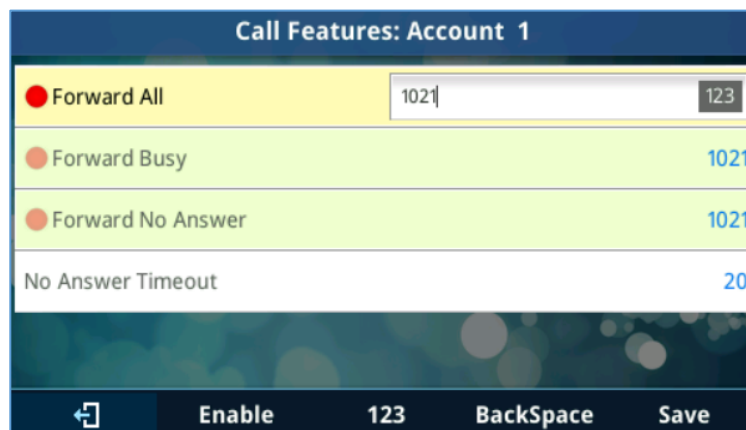 Call Features: Account 1
Forward All 1021 123
Forward Busy 1021
Forward No Answer 1021
No Answer Timeout 20
Enable 123 BackSpace Save